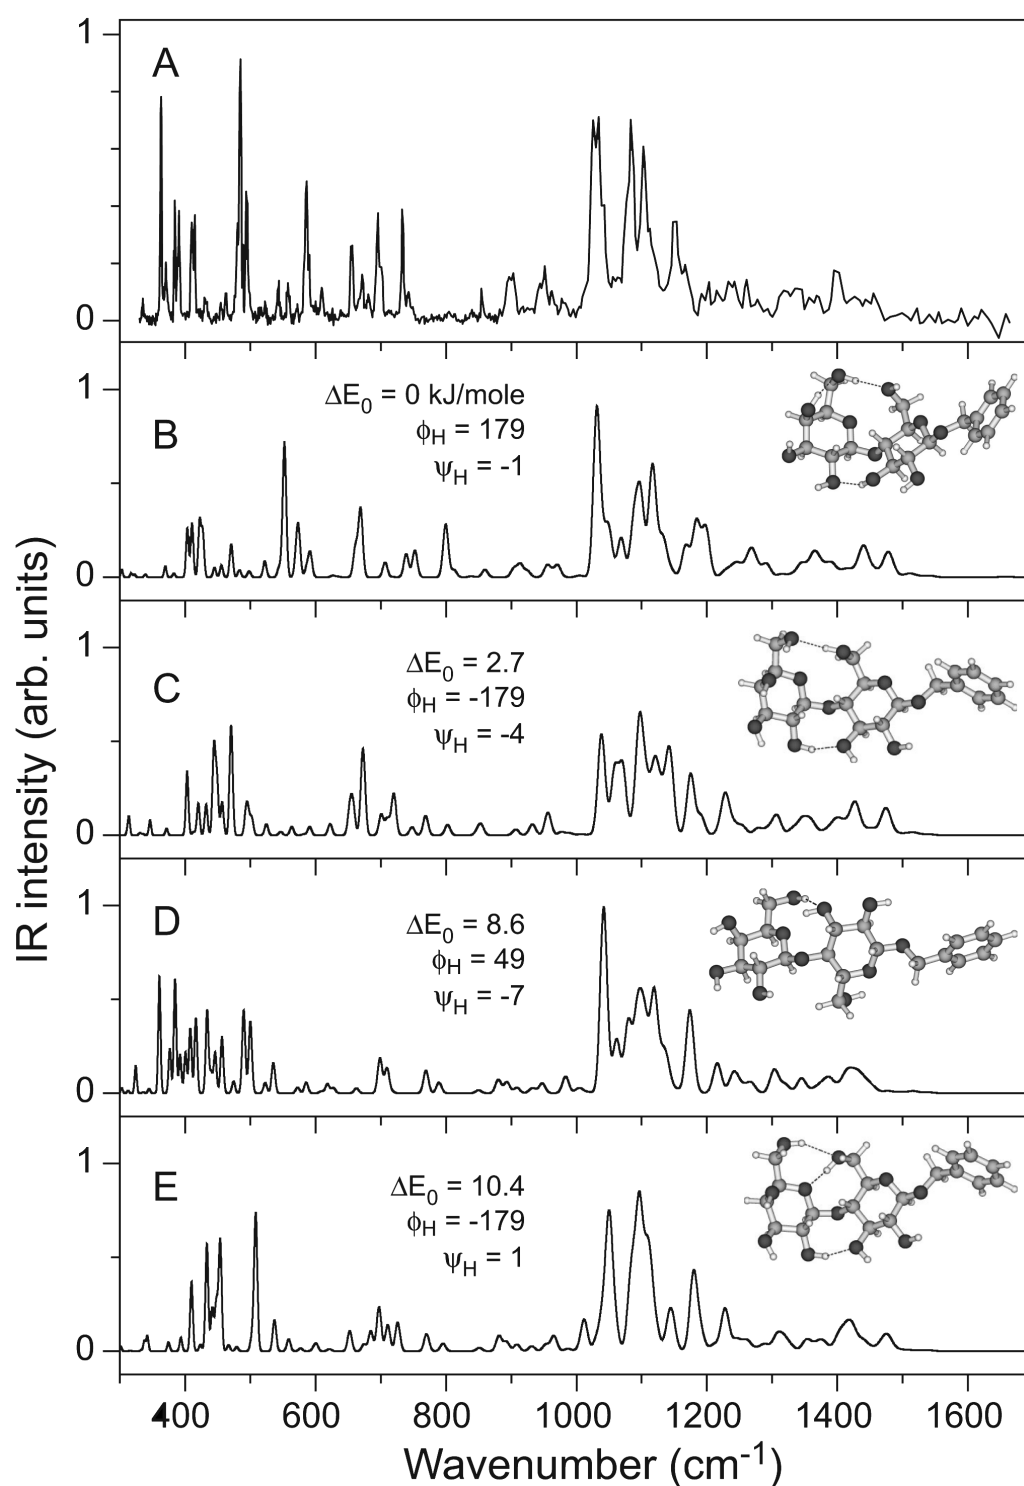 1
A
0
1
B
ΔE₀ = 0 kJ/mole
ϕH = 179
ψH = -1
0
1
C
ΔE₀ = 2.7
ϕH = -179
ψH = -4
0
1
D
ΔE₀ = 8.6
ϕH = 49
ψH = -7
0
1
E
ΔE₀ = 10.4
ϕH = -179
ψH = 1
0
IR intensity (arb. units)
400 600 800 1000 1200 1400 1600
Wavenumber (cm⁻¹)